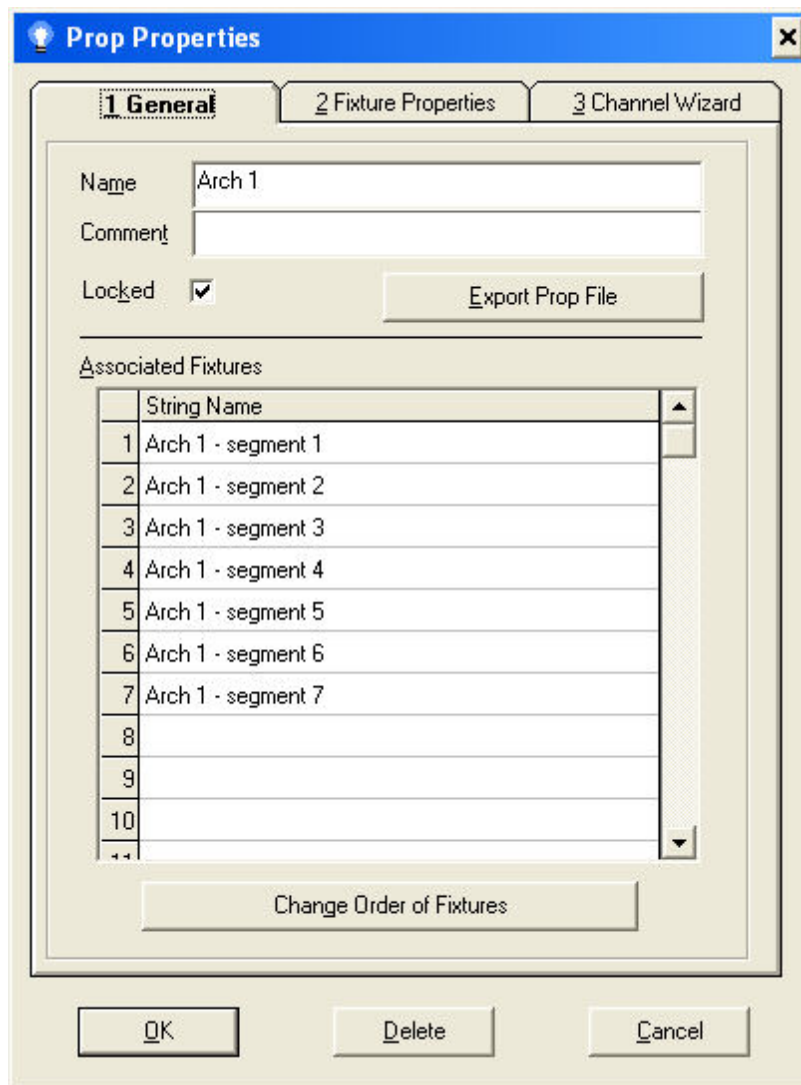 Prop Properties
1 General 2 Fixture Properties 3 Channel Wizard
Name Arch 1
Comment
Locked Export Prop File
Associated Fixtures
String Name
1 Arch 1 - segment 1
2 Arch 1 - segment 2
3 Arch 1 - segment 3
4 Arch 1 - segment 4
5 Arch 1 - segment 5
6 Arch 1 - segment 6
7 Arch 1 - segment 7
8
9
10
11
Change Order of Fixtures
OK Delete Cancel